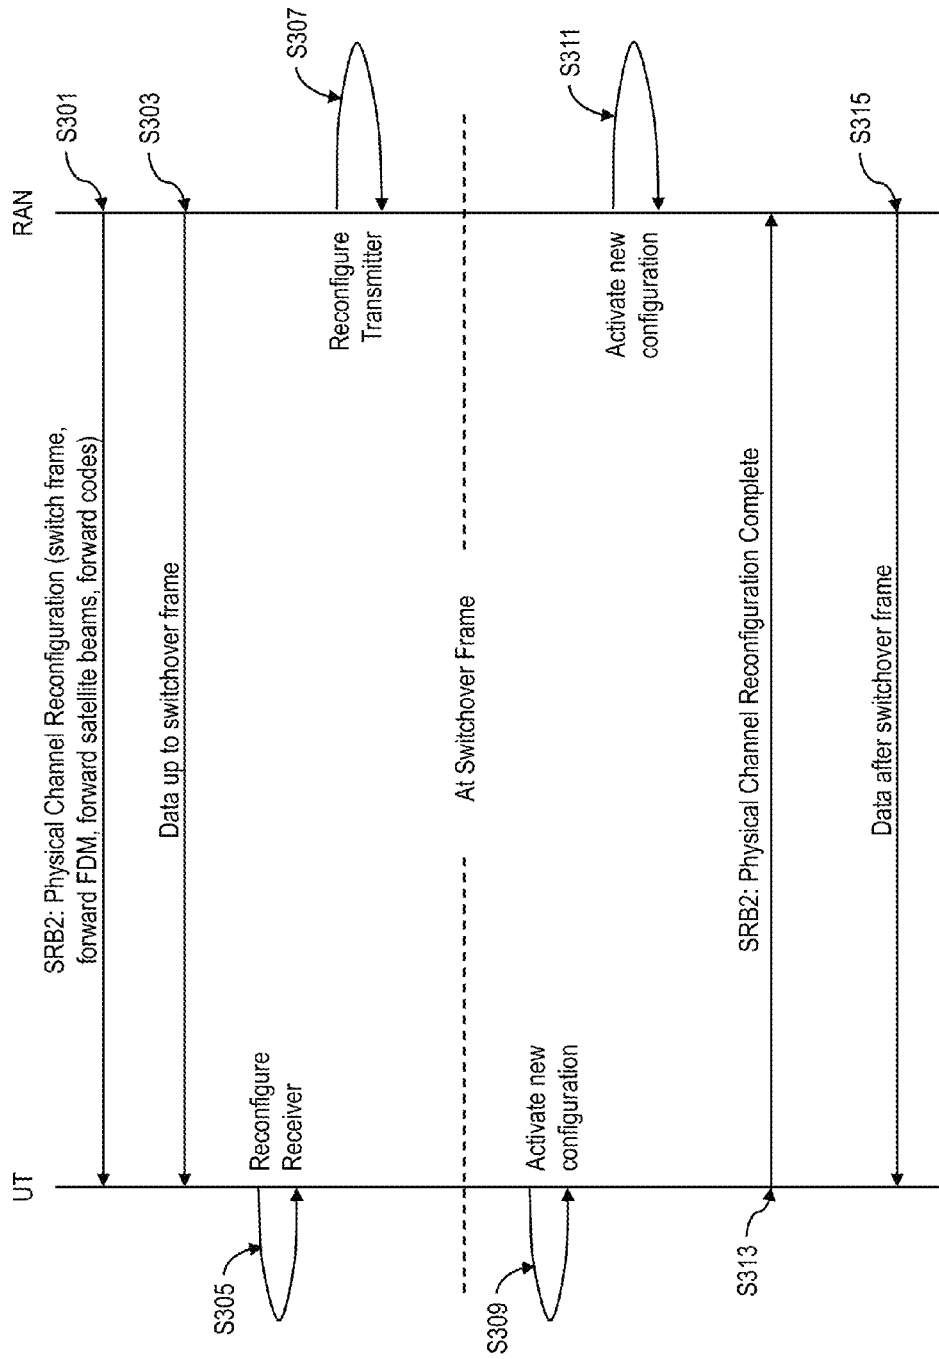 UT
RAN
SRB2: Physical Channel Reconfiguration (switch frame,
forward FDM, forward satellite beams, forward codes)
S301
Data up to switchover frame
S303
S305
Reconfigure
Receiver
Reconfigure
Transmitter
S307
At Switchover Frame
S309
Activate new
configuration
Activate new
configuration
S311
S313
SRB2: Physical Channel Reconfiguration Complete
Data after switchover frame
S315